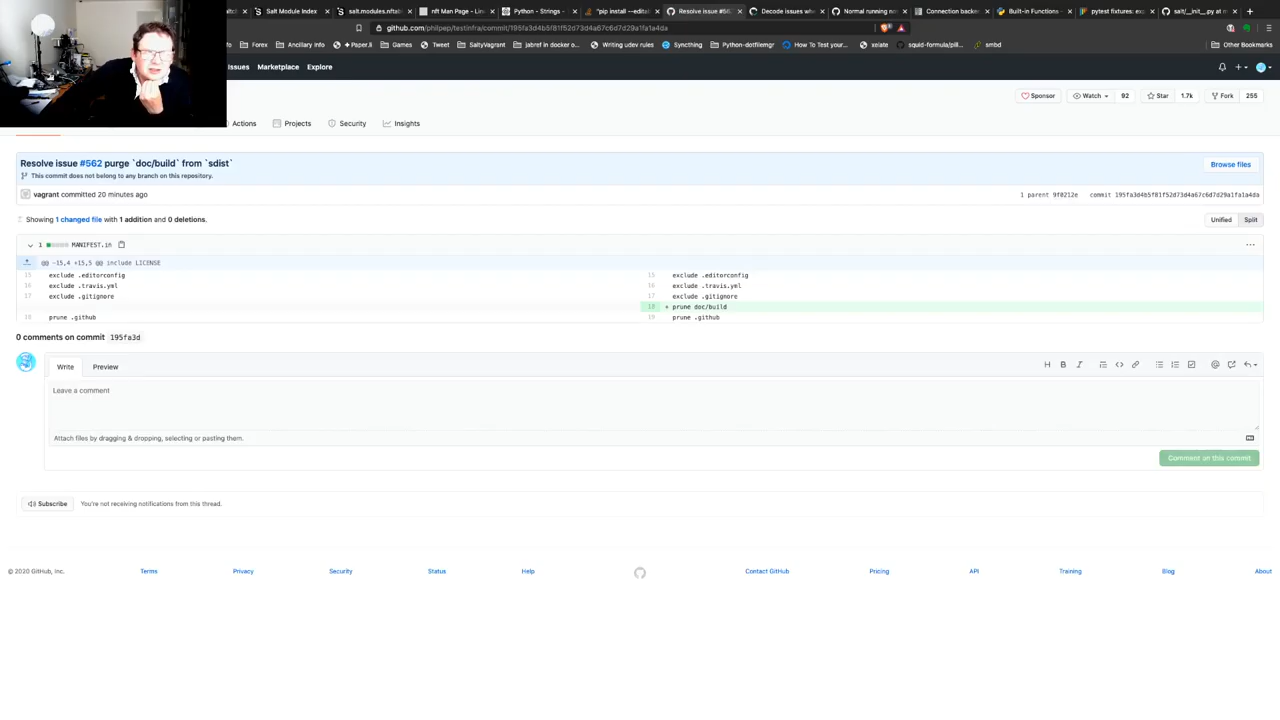 Salt Module Index
salt.modules.nftabl
nft Man Page - Linu
Python - Strings -
"pip install --editab
Resolve issue #562
Decode issues whe
Normal running no
Connection backe
Built-in Functions —
pytest fixtures: exp
salt/__init__.py at m
github.com/philpep/testinfra/commit/195fa3d4b5f81f52d73d4a67c6d7d29a1fa1a4da
Forex
Ancillary info
+ Paper.li
Games
Tweet
SaltyVagrant
jabref in docker o...
Writing udev rules
Syncthing
Python-dotfilemgr
How To Test your...
xelate
squid-formula/pill...
smbd
Other Bookmarks
Issues
Marketplace
Explore
Sponsor
Watch
92
Star
1.7k
Fork
255
Actions
Projects
Security
Insights
Resolve issue #562 purge `doc/build` from `sdist`
Browse files
This commit does not belong to any branch on this repository.
vagrant committed 20 minutes ago
1 parent 9f0212e commit 195fa3d4b5f81f52d73d4a67c6d7d29a1fa1a4da
Showing 1 changed file with 1 addition and 0 deletions.
Unified
Split
1 MANIFEST.in
@@ -15,4 +15,5 @@ include LICENSE
15 exclude .editorconfig
15 exclude .editorconfig
16 exclude .travis.yml
16 exclude .travis.yml
17 exclude .gitignore
17 exclude .gitignore
18 + prune doc/build
18 prune .github
19 prune .github
0 comments on commit 195fa3d
Write
Preview
Leave a comment
Attach files by dragging & dropping, selecting or pasting them.
Comment on this commit
Subscribe
You're not receiving notifications from this thread.
© 2020 GitHub, Inc.
Terms
Privacy
Security
Status
Help
Contact GitHub
Pricing
API
Training
Blog
About